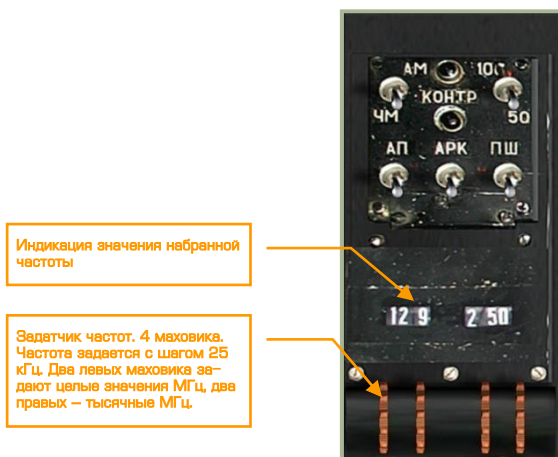 АМ 100
КОНТР
ЧМ 50
АП АРК ПШ
Индикация значения набранной
частоты
12 9 2 50
Задатчик частот. 4 маховика.
Частота задается с шагом 25
кГц. Два левых маховика за-
дают целые значения МГц, два
правых – тысячные МГц.